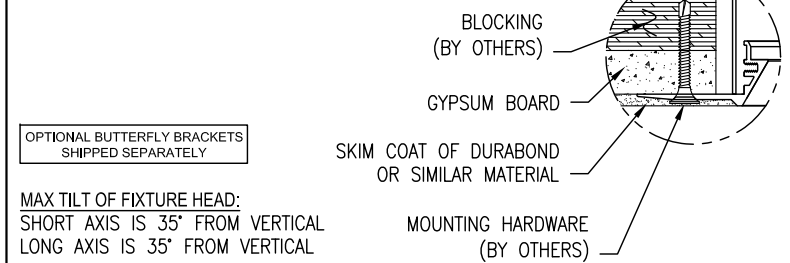 BLOCKING
(BY OTHERS)
GYPSUM BOARD
OPTIONAL BUTTERFLY BRACKETS
SHIPPED SEPARATELY
SKIM COAT OF DURABOND
OR SIMILAR MATERIAL
MAX TILT OF FIXTURE HEAD:
SHORT AXIS IS 35° FROM VERTICAL
LONG AXIS IS 35° FROM VERTICAL
MOUNTING HARDWARE
(BY OTHERS)